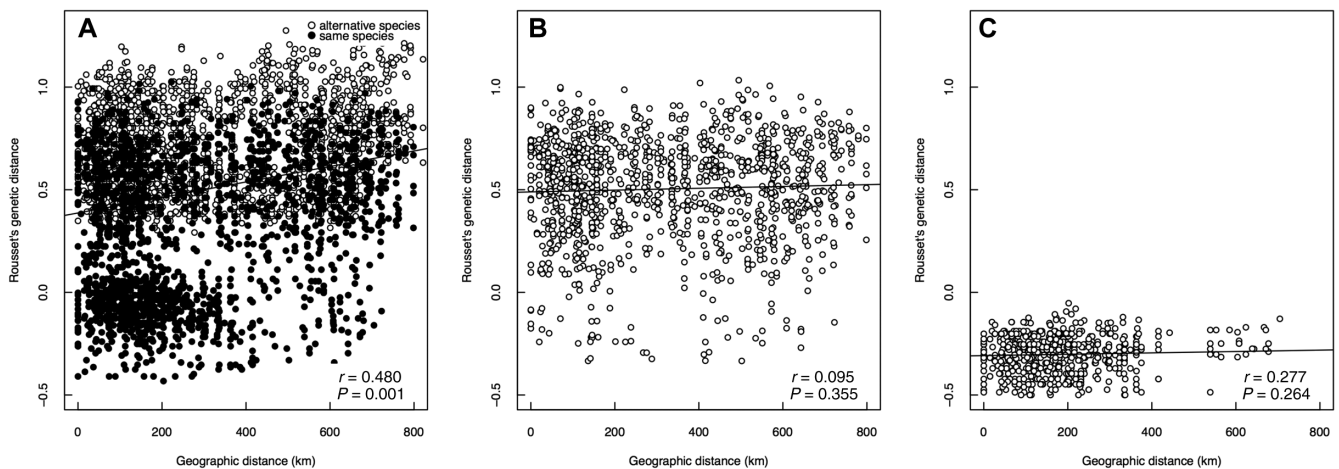 A
alternative species
same species
1.0
0.5
0.0
−0.5
Rousset's genetic distance
r = 0.480
P = 0.001
0 200 400 600 800
Geographic distance (km)
B
1.0
0.5
0.0
−0.5
Rousset's genetic distance
r = 0.095
P = 0.355
0 200 400 600 800
Geographic distance (km)
C
1.0
0.5
0.0
−0.5
Rousset's genetic distance
r = 0.277
P = 0.264
0 200 400 600 800
Geographic distance (km)